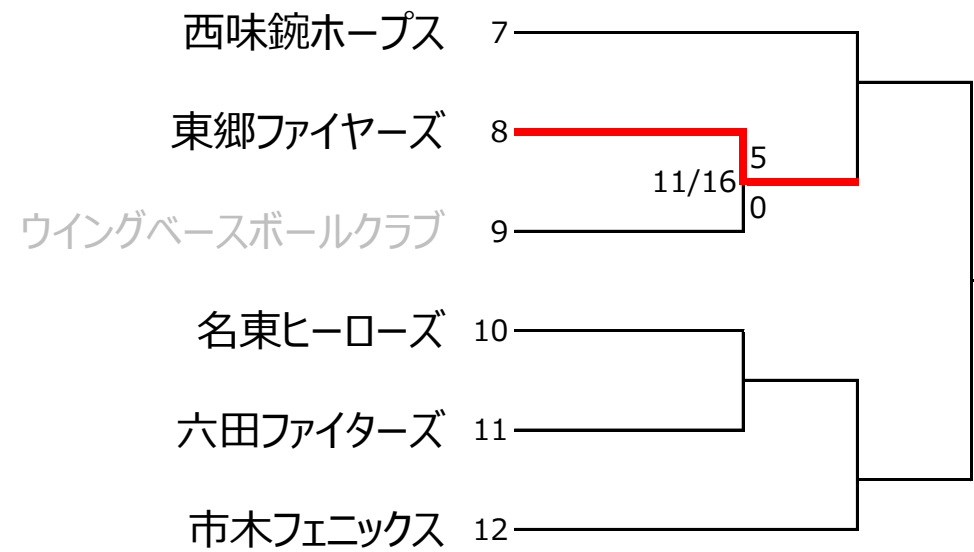 西味鋺ホープス 7
東郷ファイヤーズ 8
5
11/16
0
ウイングベースボールクラブ 9
名東ヒーローズ 10
六田ファイターズ 11
市木フェニックス 12